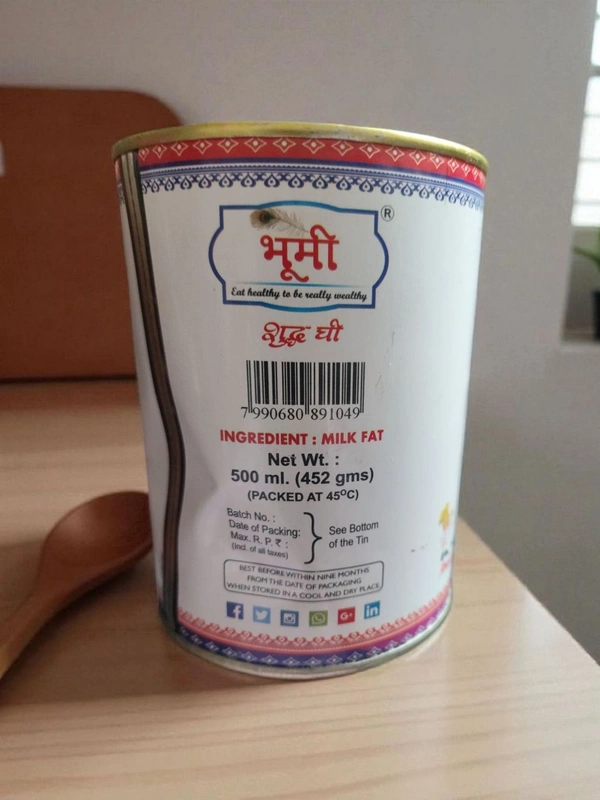 भूमी
®
Eat healthy to be really wealthy
शुद्ध घी
7 990680 891049
INGREDIENT : MILK FAT
Net Wt. :
500 ml. (452 gms)
(PACKED AT 45⁰C)
Batch No. :
Date of Packing:
Max. R. P. ₹ :
(Incl. of all taxes)
See Bottom
of the Tin
BEST BEFORE WITHIN NINE MONTHS
FROM THE DATE OF PACKAGING
WHEN STORED IN A COOL AND DRY PLACE